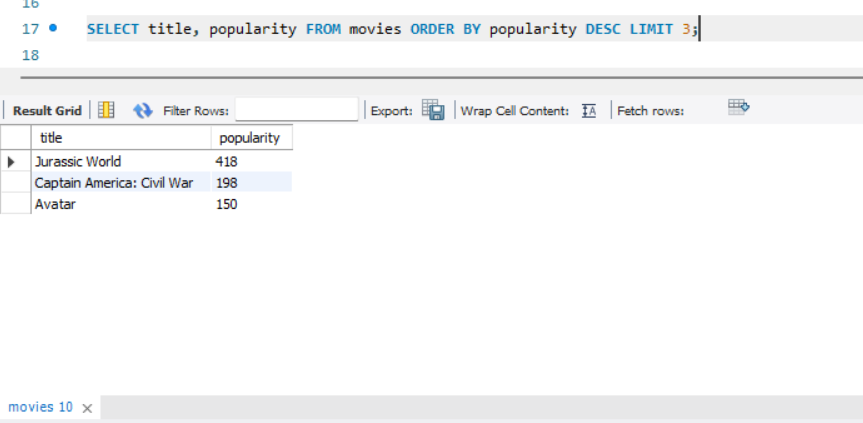 16
17 SELECT title, popularity FROM movies ORDER BY popularity DESC LIMIT 3;
18
Result Grid Filter Rows: Export: Wrap Cell Content: Fetch rows:
title popularity
Jurassic World 418
Captain America: Civil War 198
Avatar 150
movies 10